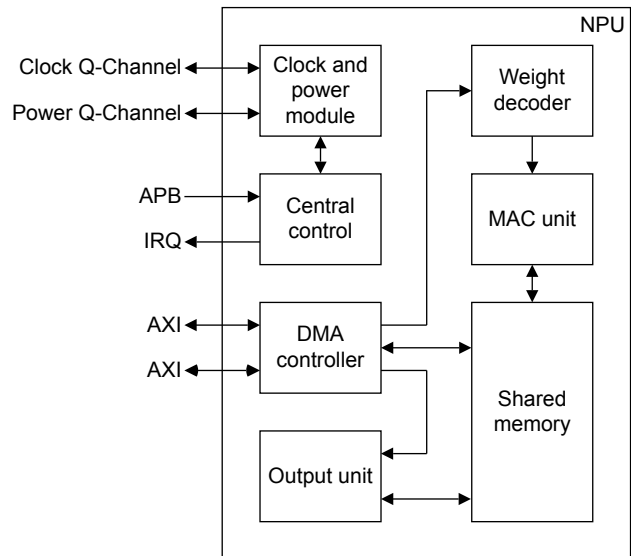 NPU
Clock Q-Channel
Power Q-Channel
Clock and
power
module
Weight
decoder
APB
IRQ
Central
control
MAC unit
AXI
AXI
DMA
controller
Shared
memory
Output unit